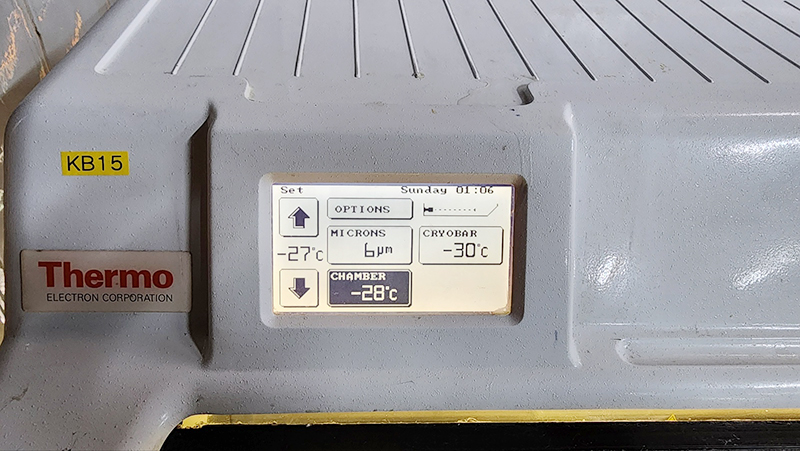 KB15
Thermo
ELECTRON CORPORATION
Set
Sunday 01:06
OPTIONS
MICRONS
6µm
CRYOBAR
-30°c
-27°c
CHAMBER
-28°c